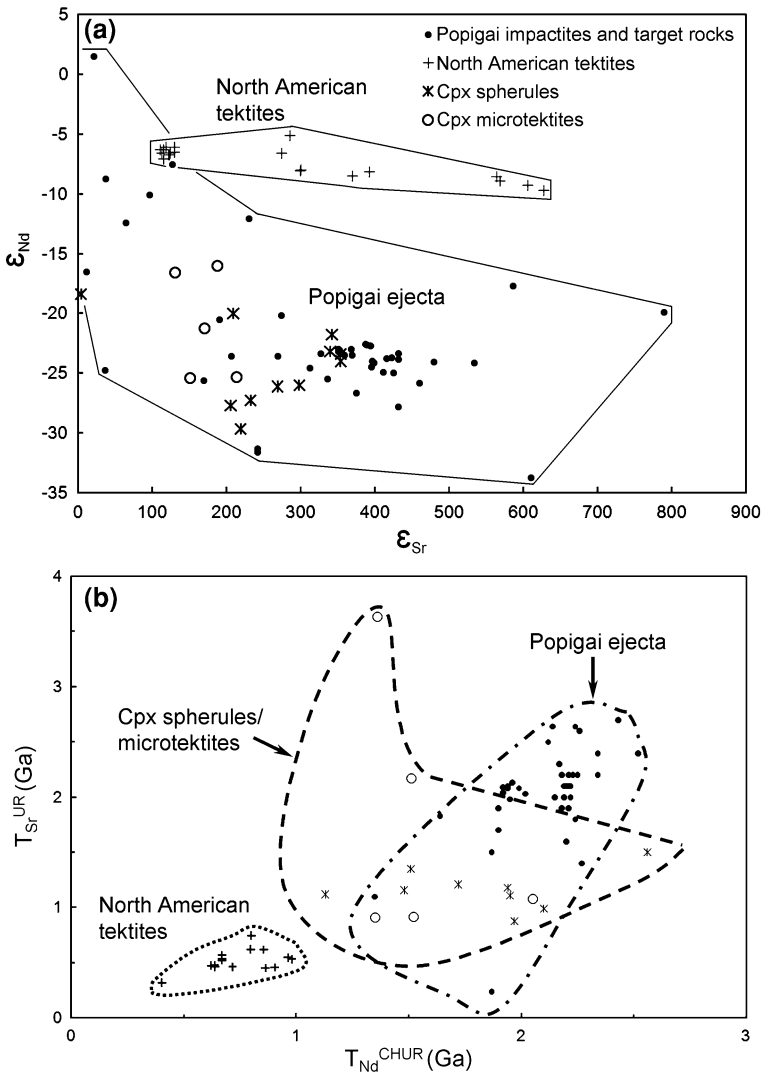 (a)
Popigai impactites and target rocks
North American tektites
Cpx spherules
Cpx microtektites
North American
tektites
Popigai ejecta
5
0
-5
-10
-15
-20
-25
-30
-35
εNd
0 100 200 300 400 500 600 700 800 900
εSr
(b)
Popigai ejecta
Cpx spherules/
microtektites
North American
tektites
4
3
2
1
0
TSrUR (Ga)
0 1 2 3
TNdCHUR (Ga)